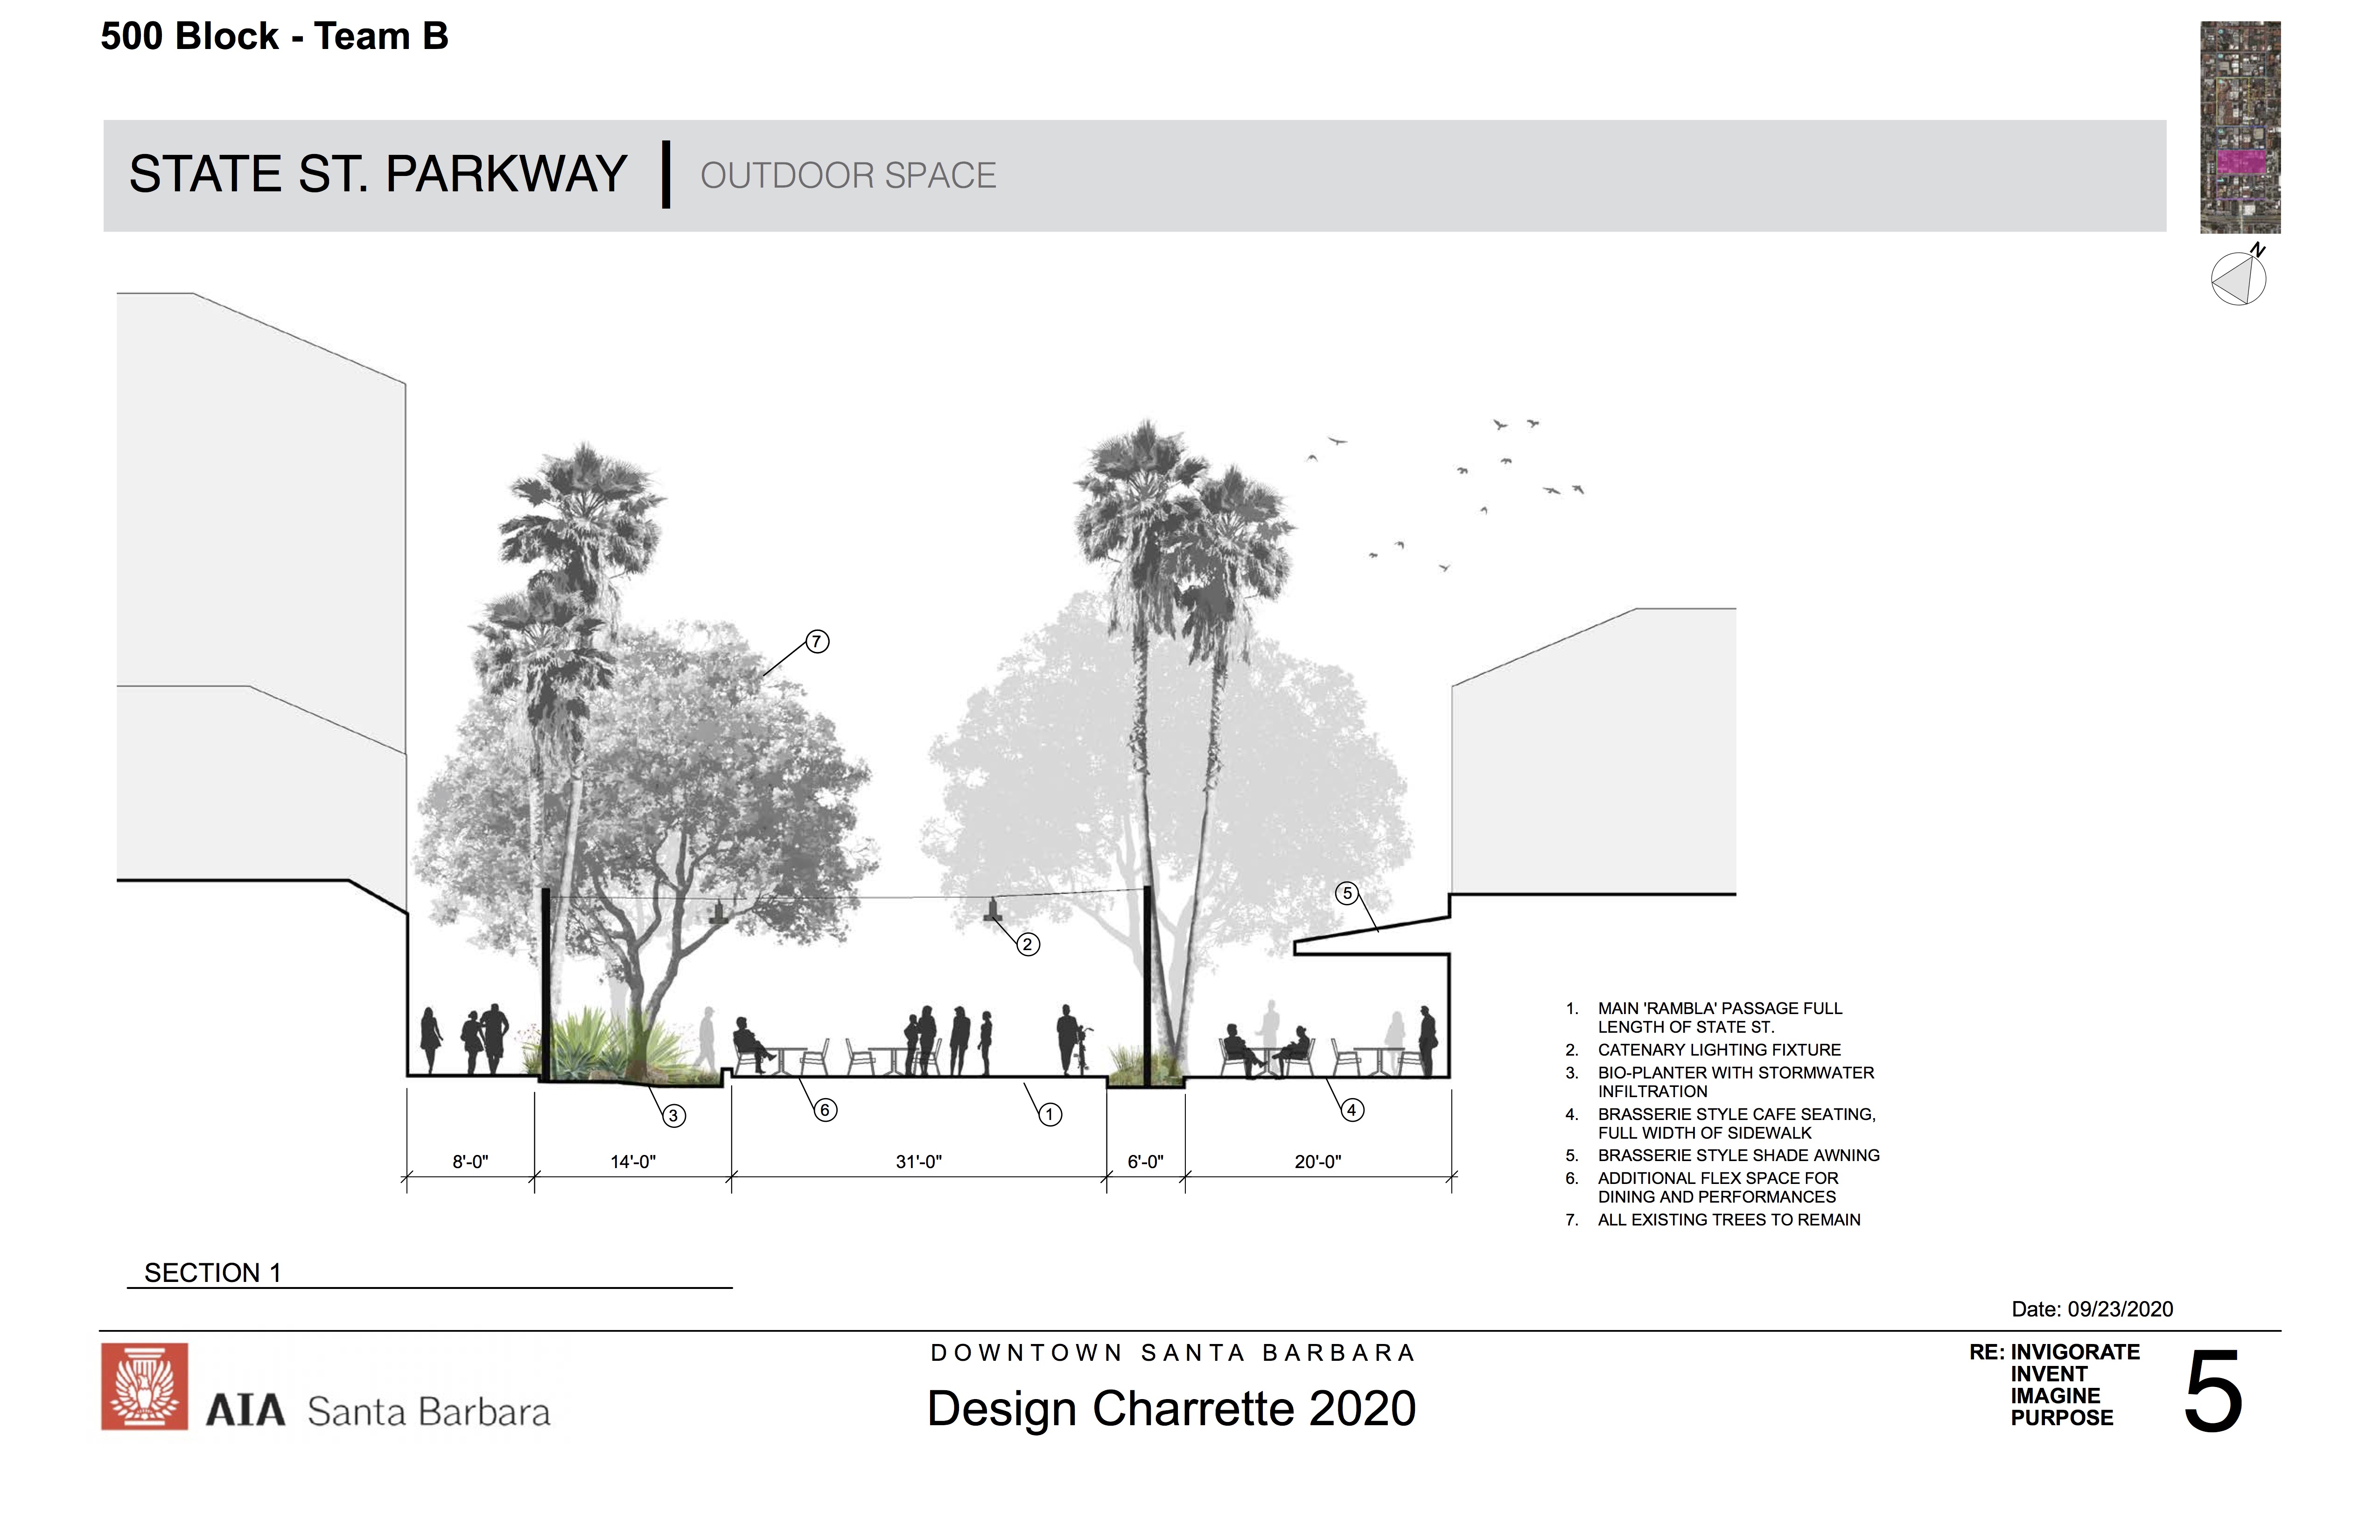 500 Block - Team B
STATE ST. PARKWAY | OUTDOOR SPACE
N
7
5
2
3
6
1
4
8'-0"
14'-0"
31'-0"
6'-0"
20'-0"
1. MAIN 'RAMBLA' PASSAGE FULL
LENGTH OF STATE ST.
2. CATENARY LIGHTING FIXTURE
3. BIO-PLANTER WITH STORMWATER
INFILTRATION
4. BRASSERIE STYLE CAFE SEATING,
FULL WIDTH OF SIDEWALK
5. BRASSERIE STYLE SHADE AWNING
6. ADDITIONAL FLEX SPACE FOR
DINING AND PERFORMANCES
7. ALL EXISTING TREES TO REMAIN
SECTION 1
Date: 09/23/2020
AIA Santa Barbara
DOWNTOWN SANTA BARBARA
Design Charrette 2020
RE: INVIGORATE
INVENT
IMAGINE
PURPOSE
5